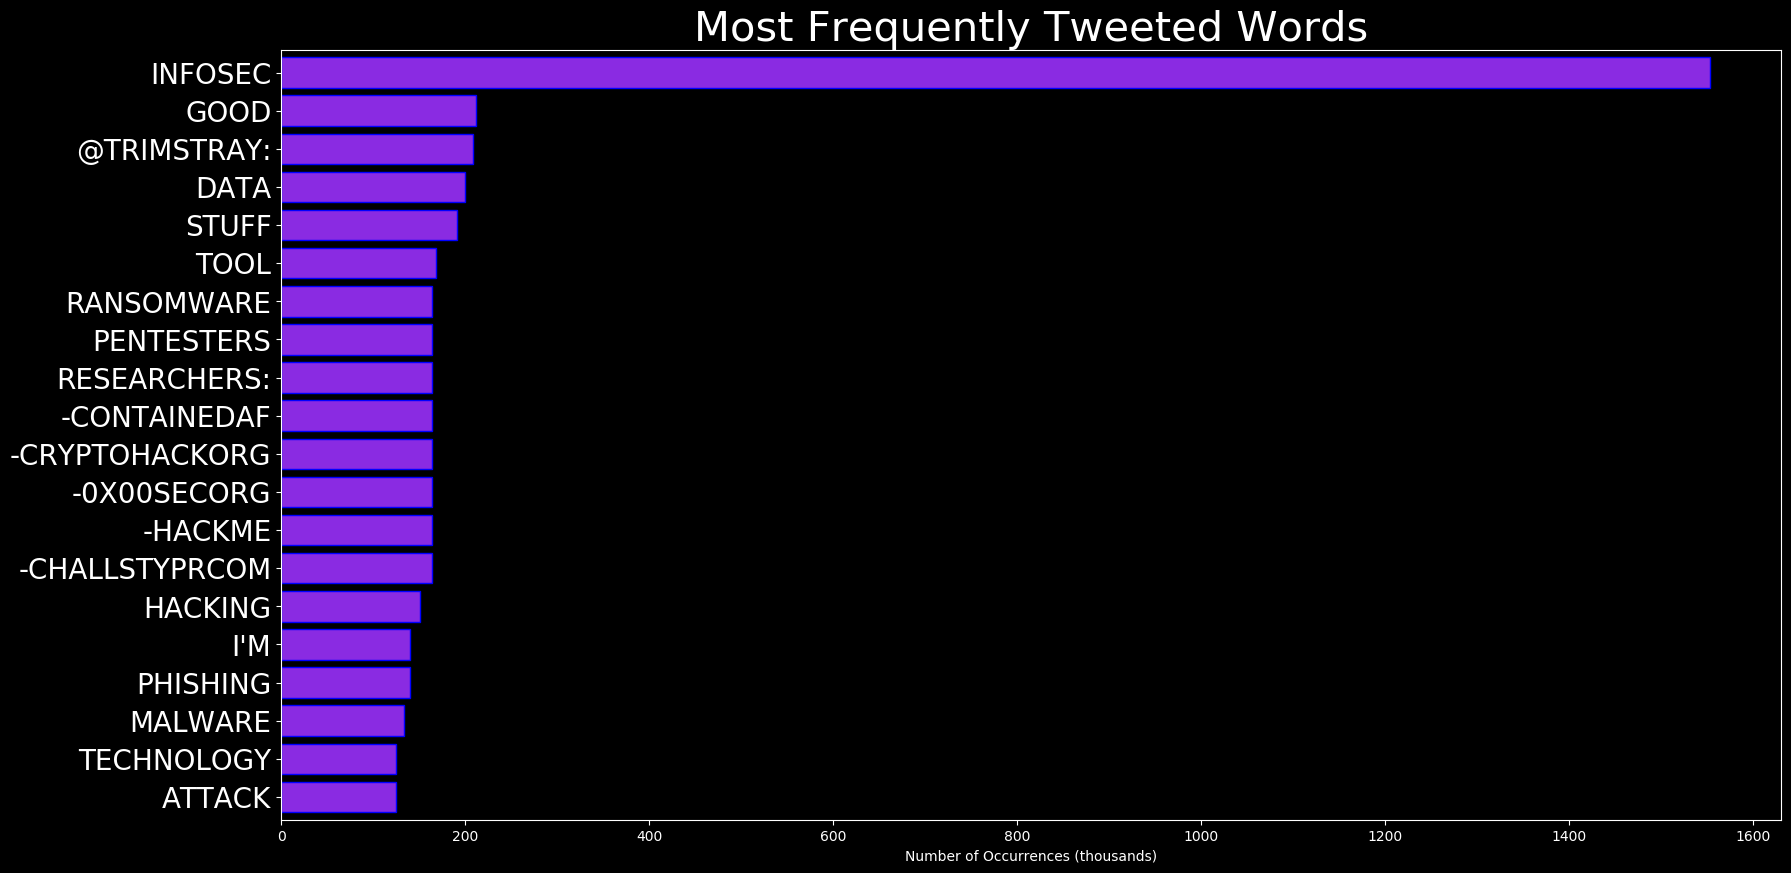 Most Frequently Tweeted Words
INFOSEC
GOOD
@TRIMSTRAY:
DATA
STUFF
TOOL
RANSOMWARE
PENTESTERS
RESEARCHERS:
-CONTAINEDAF
-CRYPTOHACKORG
-0X00SECORG
-HACKME
-CHALLSTYPRCOM
HACKING
I'M
PHISHING
MALWARE
TECHNOLOGY
ATTACK
0 200 400 600 800 1000 1200 1400 1600
Number of Occurrences (thousands)